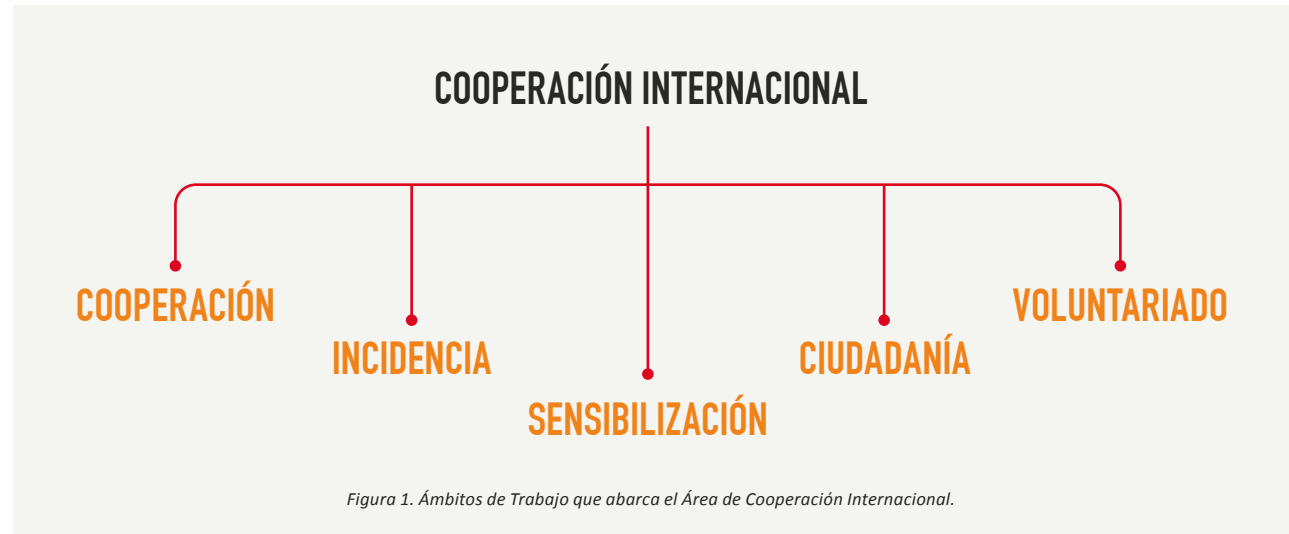 COOPERACIÓN INTERNACIONAL
COOPERACIÓN
INCIDENCIA
SENSIBILIZACIÓN
CIUDADANÍA
VOLUNTARIADO
Figura 1. Ámbitos de Trabajo que abarca el Área de Cooperación Internacional.